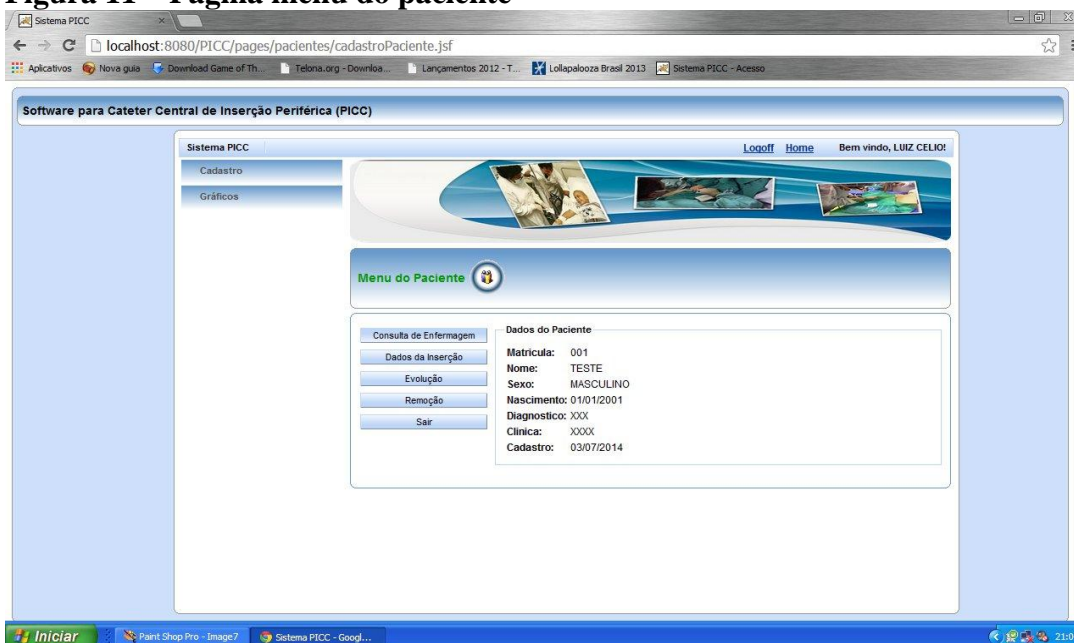 Figura 11 – Página menu do paciente
Sistema PICC
localhost:8080/PICC/pages/pacientes/cadastroPaciente.jsf
Aplicativos Nova guia Download Game of Th... Telona.org - Downloa... Lançamentos 2012 - T... Lollapalooza Brasil 2013 Sistema PICC - Acesso
Software para Cateter Central de Inserção Periférica (PICC)
Sistema PICC Logoff Home Bem vindo, LUIZ CELIO!
Cadastro
Gráficos
Menu do Paciente
Consulta de Enfermagem
Dados da Inserção
Evolução
Remoção
Sair
Dados do Paciente
Matricula: 001
Nome: TESTE
Sexo: MASCULINO
Nascimento: 01/01/2001
Diagnostico: XXX
Clinica: XXXX
Cadastro: 03/07/2014
Iniciar Paint Shop Pro - Image7 Sistema PICC - Googl...